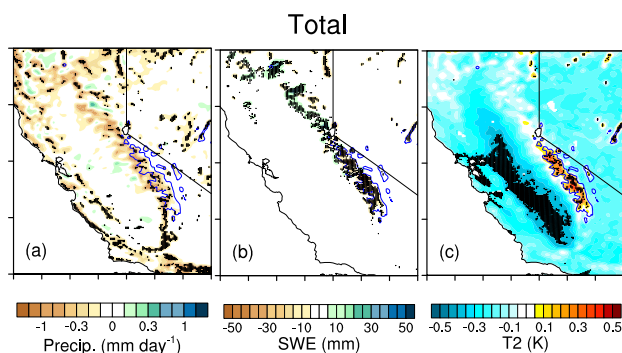 Total
(a)
(b)
(c)
-1 -0.3 0 0.3 1
Precip. (mm day⁻¹)
-50 -30 -10 10 30 50
SWE (mm)
-0.5 -0.3 -0.1 0.1 0.3 0.5
T2 (K)